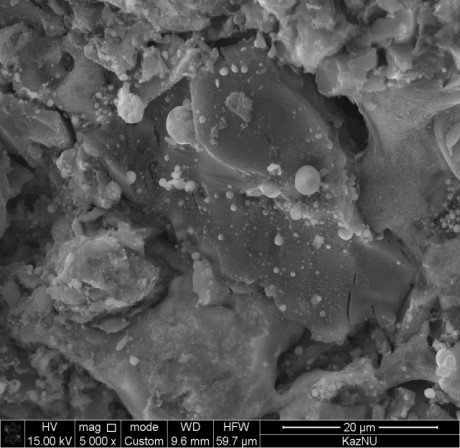 HV mag □ mode WD HFW
15.00 kV 5 000 x Custom 9.6 mm 59.7 µm
20 µm
KazNU